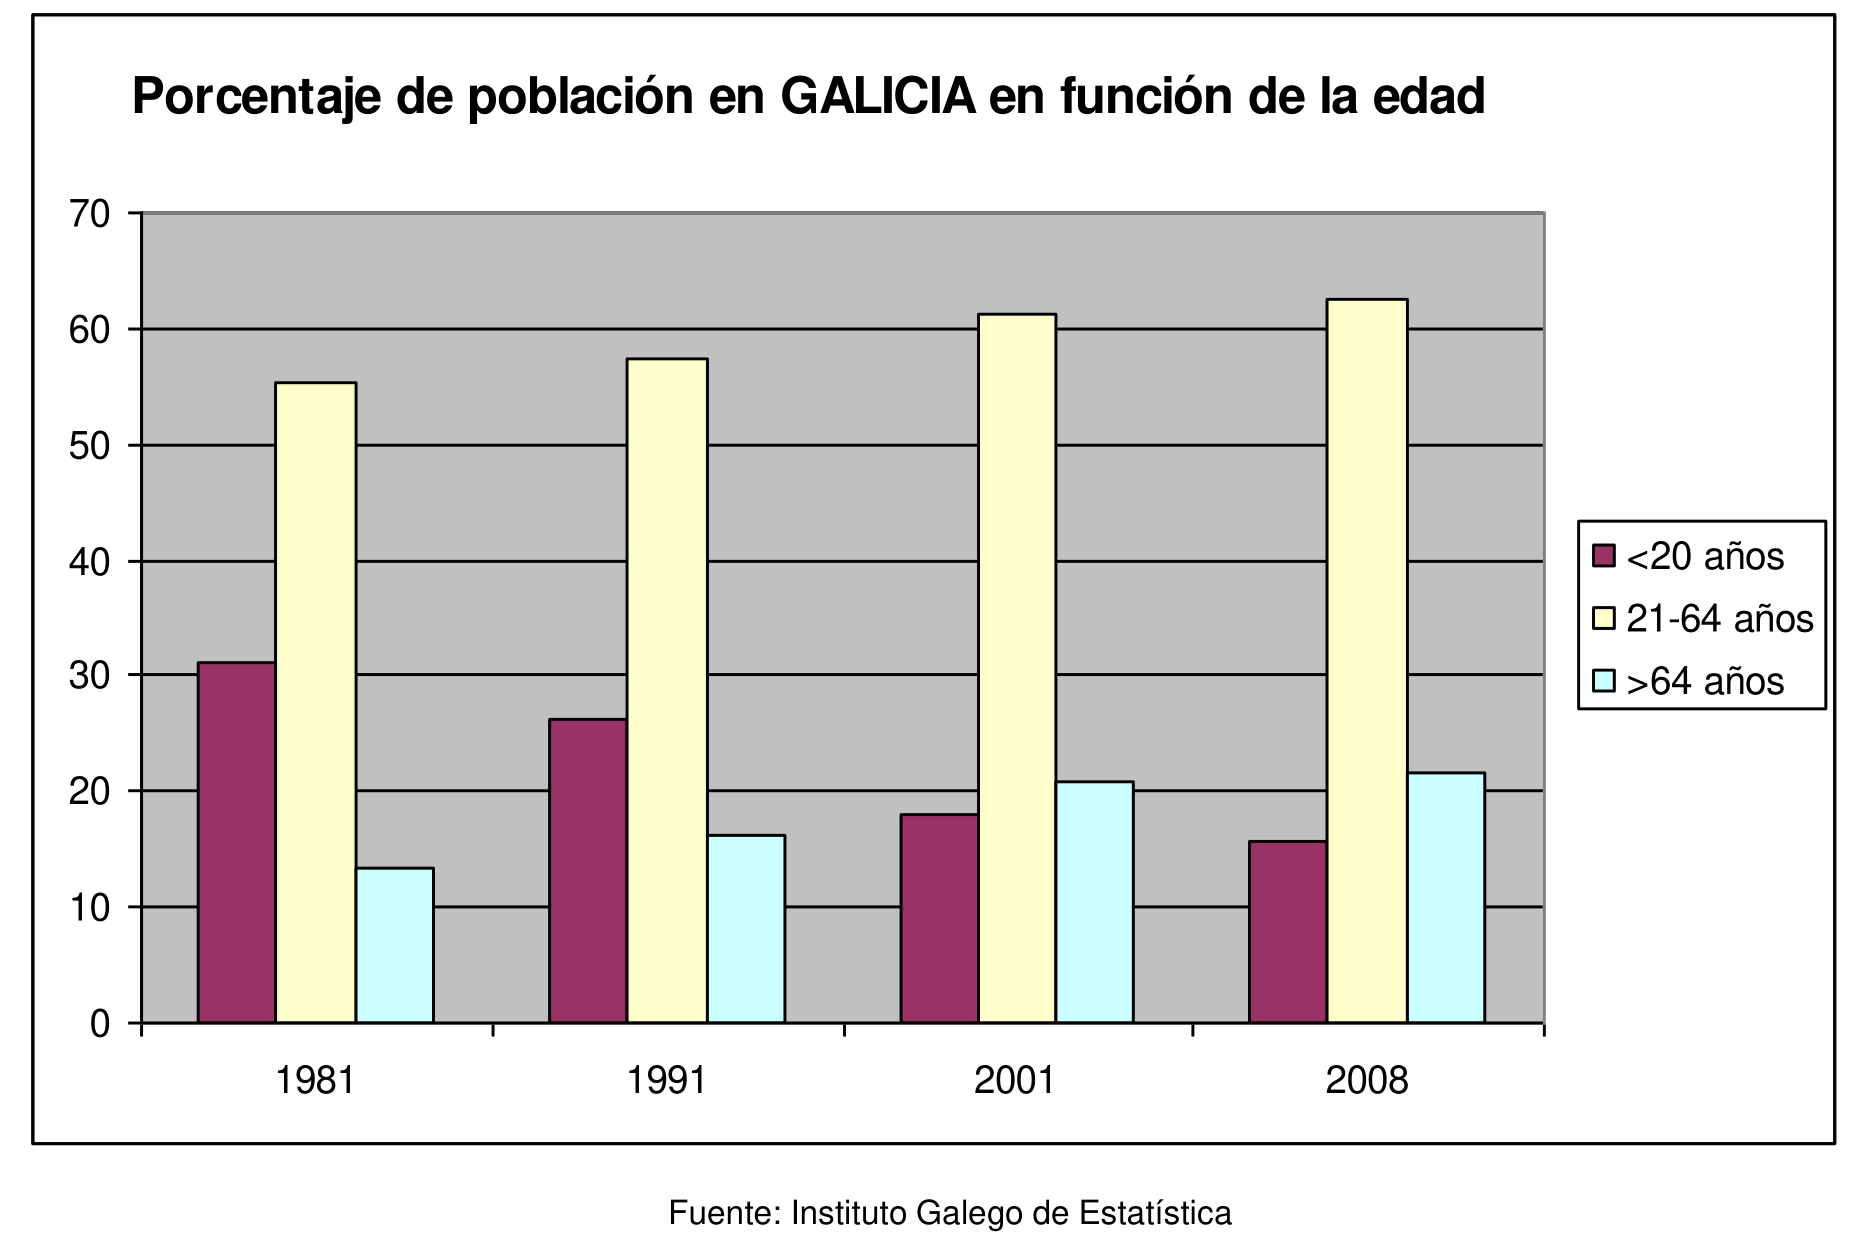 Porcentaje de población en GALICIA en función de la edad
70
60
50
40
30
20
10
0
1981 1991 2001 2008
<20 años
21-64 años
>64 años
Fuente: Instituto Galego de Estatística